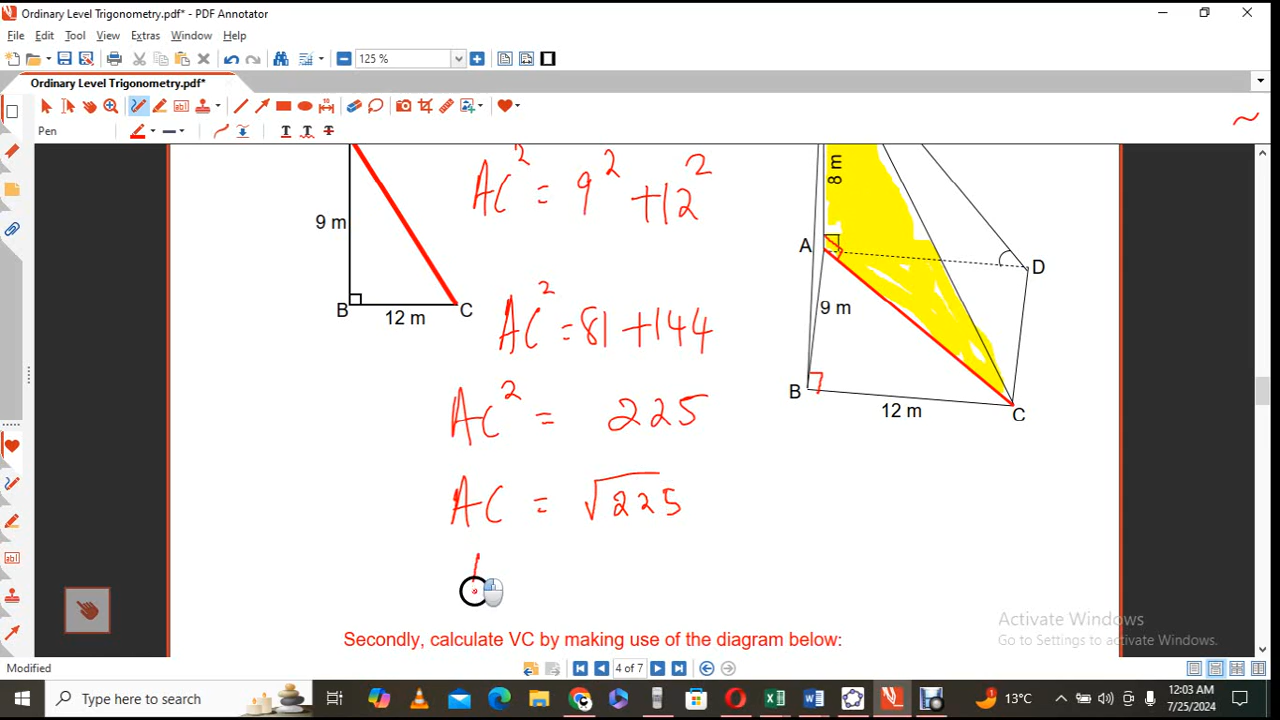 Ordinary Level Trigonometry.pdf* - PDF Annotator
File Edit Tool View Extras Window Help
125 %
Ordinary Level Trigonometry.pdf*
Pen
AC² = 9² + 12²
9 m
B
12 m
C
AC² = 81 + 144
AC² = 225
AC = √225
8 m
A
D
9 m
B
12 m
C
Secondly, calculate VC by making use of the diagram below:
Activate Windows
Go to Settings to activate Windows.
Modified
4 of 7
Type here to search
13°C
12:03 AM
7/25/2024